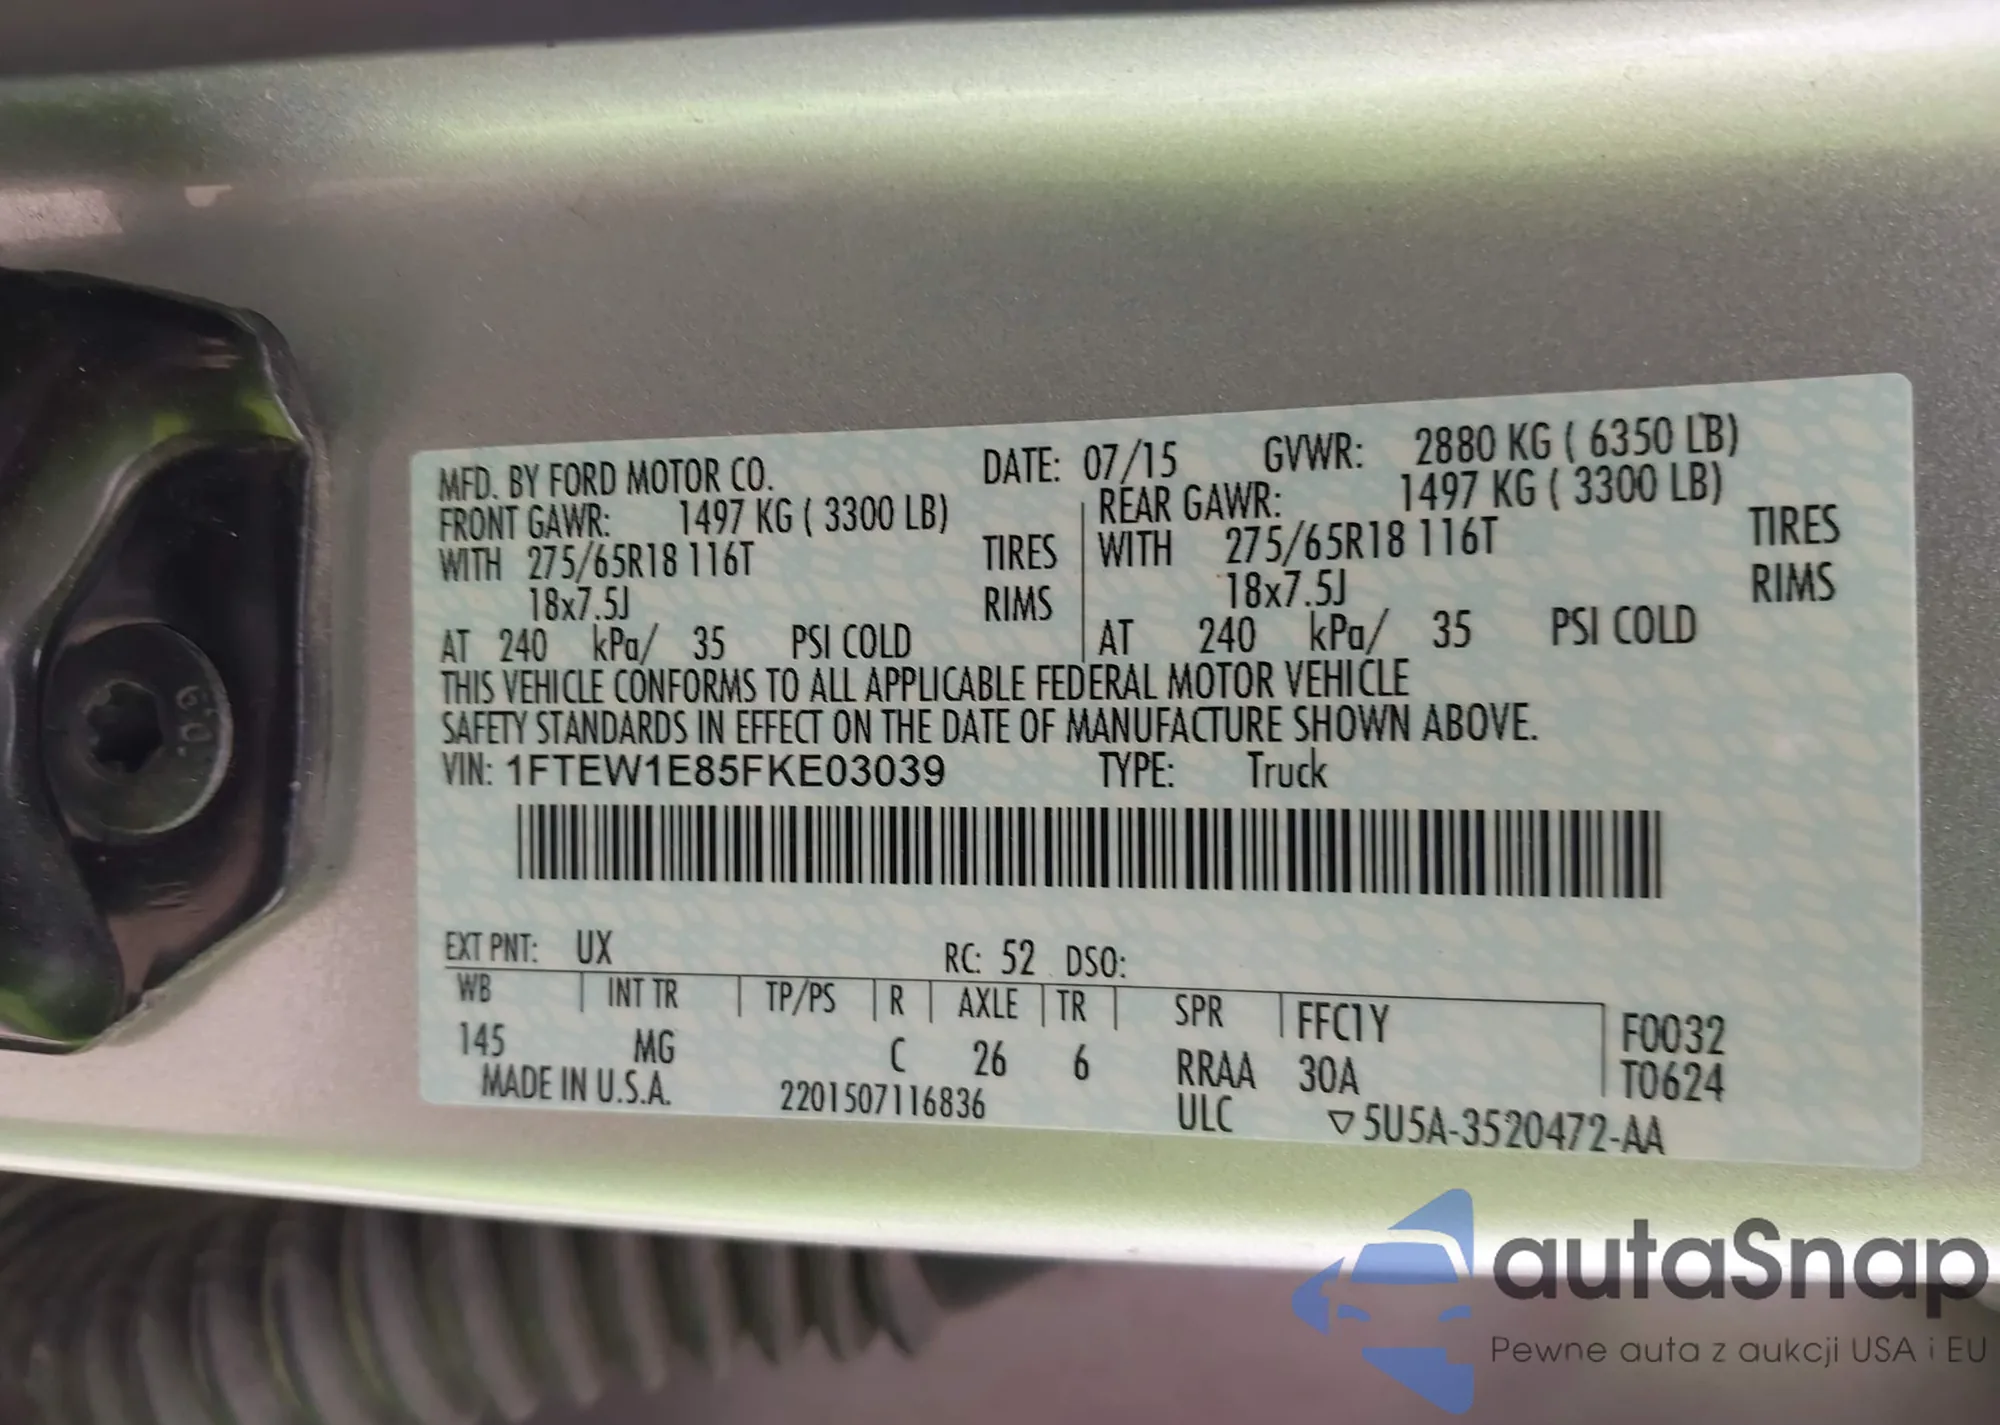 MFD. BY FORD MOTOR CO. DATE: 07/15 GVWR: 2880 KG ( 6350 LB)
FRONT GAWR: 1497 KG ( 3300 LB) REAR GAWR: 1497 KG ( 3300 LB)
WITH 275/65R18 116T TIRES WITH 275/65R18 116T TIRES
18x7.5J RIMS 18x7.5J RIMS
AT 240 kPa/ 35 PSI COLD AT 240 kPa/ 35 PSI COLD
THIS VEHICLE CONFORMS TO ALL APPLICABLE FEDERAL MOTOR VEHICLE
SAFETY STANDARDS IN EFFECT ON THE DATE OF MANUFACTURE SHOWN ABOVE.
VIN: 1FTEW1E85FKE03039 TYPE: Truck
EXT PNT: UX RC: 52 DSO:
WB INT TR TP/PS R AXLE TR SPR FFC1Y F0032
145 MG C 26 6 RRAA 30A T0624
MADE IN U.S.A. 2201507116836 ULC ▽5U5A-3520472-AA
autaSnap
Pewne auta z aukcji USA i EU